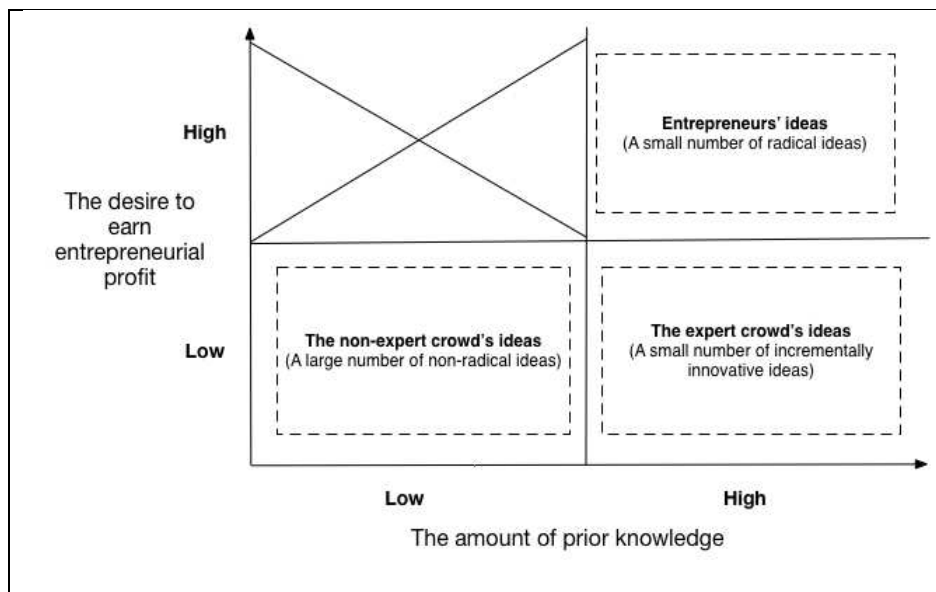 High
The desire to
earn
entrepreneurial
profit
Low
Entrepreneurs' ideas
(A small number of radical ideas)
The non-expert crowd's ideas
(A large number of non-radical ideas)
The expert crowd's ideas
(A small number of incrementally
innovative ideas)
Low
High
The amount of prior knowledge